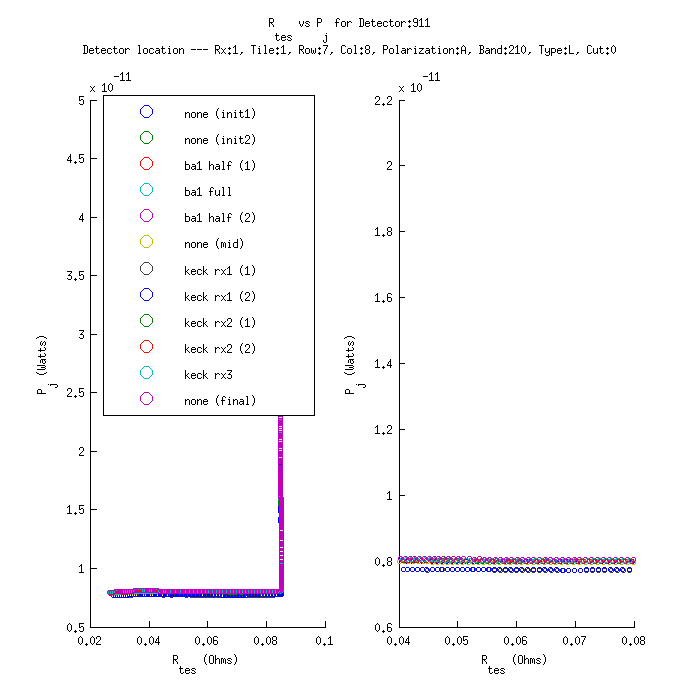 R    vs P  for Detector:911
tes    j
Detector location --- Rx:1, Tile:1, Row:7, Col:8, Polarization:A, Band:210, Type:L, Cut:0
x 10^-11
5
4.5
4
3.5
3
2.5
2
1.5
1
0.5
0.02 0.04 0.06 0.08 0.1
P_j (Watts)
R_tes (Ohms)
none (init1)
none (init2)
ba1 half (1)
ba1 full
ba1 half (2)
none (mid)
keck rx1 (1)
keck rx1 (2)
keck rx2 (1)
keck rx2 (2)
keck rx3
none (final)
x 10^-11
2.2
2
1.8
1.6
1.4
1.2
1
0.8
0.6
0.04 0.05 0.06 0.07 0.08
P_j (Watts)
R_tes (Ohms)